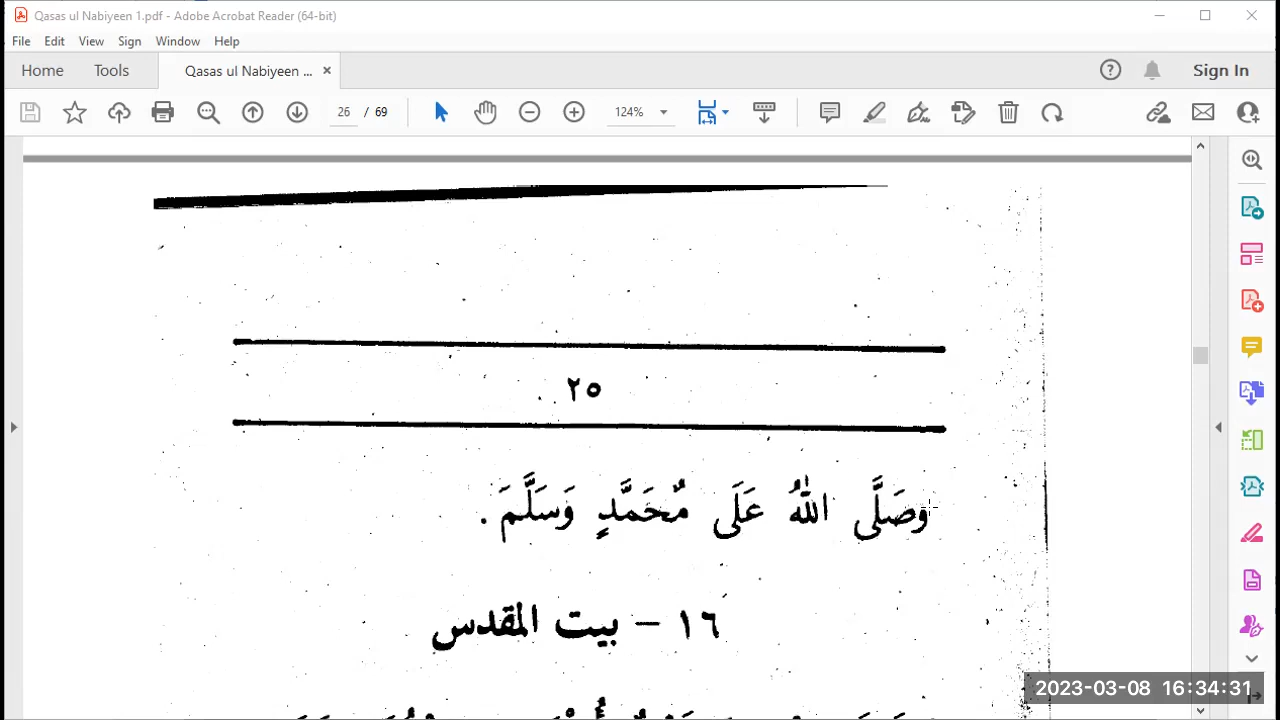 Qasas ul Nabiyeen 1.pdf - Adobe Acrobat Reader (64-bit)
File Edit View Sign Window Help
Home Tools Qasas ul Nabiyeen ... × Sign In
26 / 69 124%
٢٥
وَصَلَّى اللهُ عَلَى مُحَمَّدٍ وَسَلَّمَ .
١٦ – بيت المقدس
2023-03-08 16:34:31